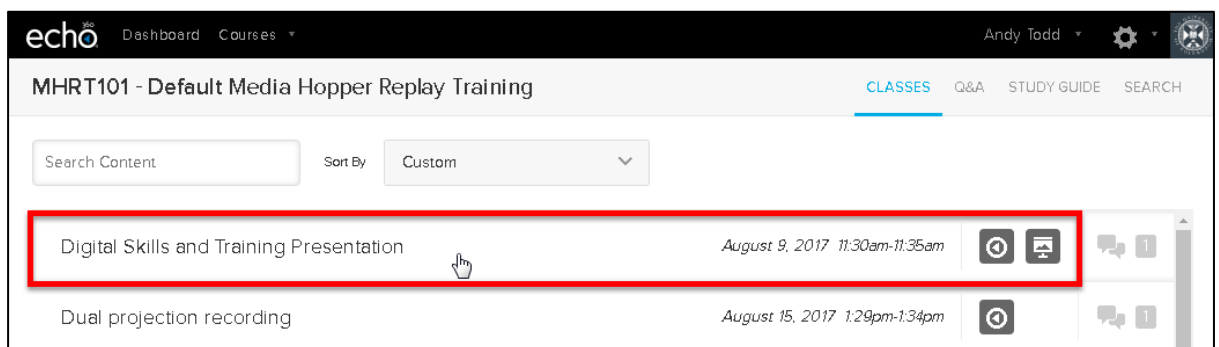 echo 360 Dashboard Courses Andy Todd
MHRT101 - Default Media Hopper Replay Training CLASSES Q&A STUDY GUIDE SEARCH
Search Content Sort By Custom
Digital Skills and Training Presentation August 9, 2017 11:30am-11:35am 1
Dual projection recording August 15, 2017 1:29pm-1:34pm 1